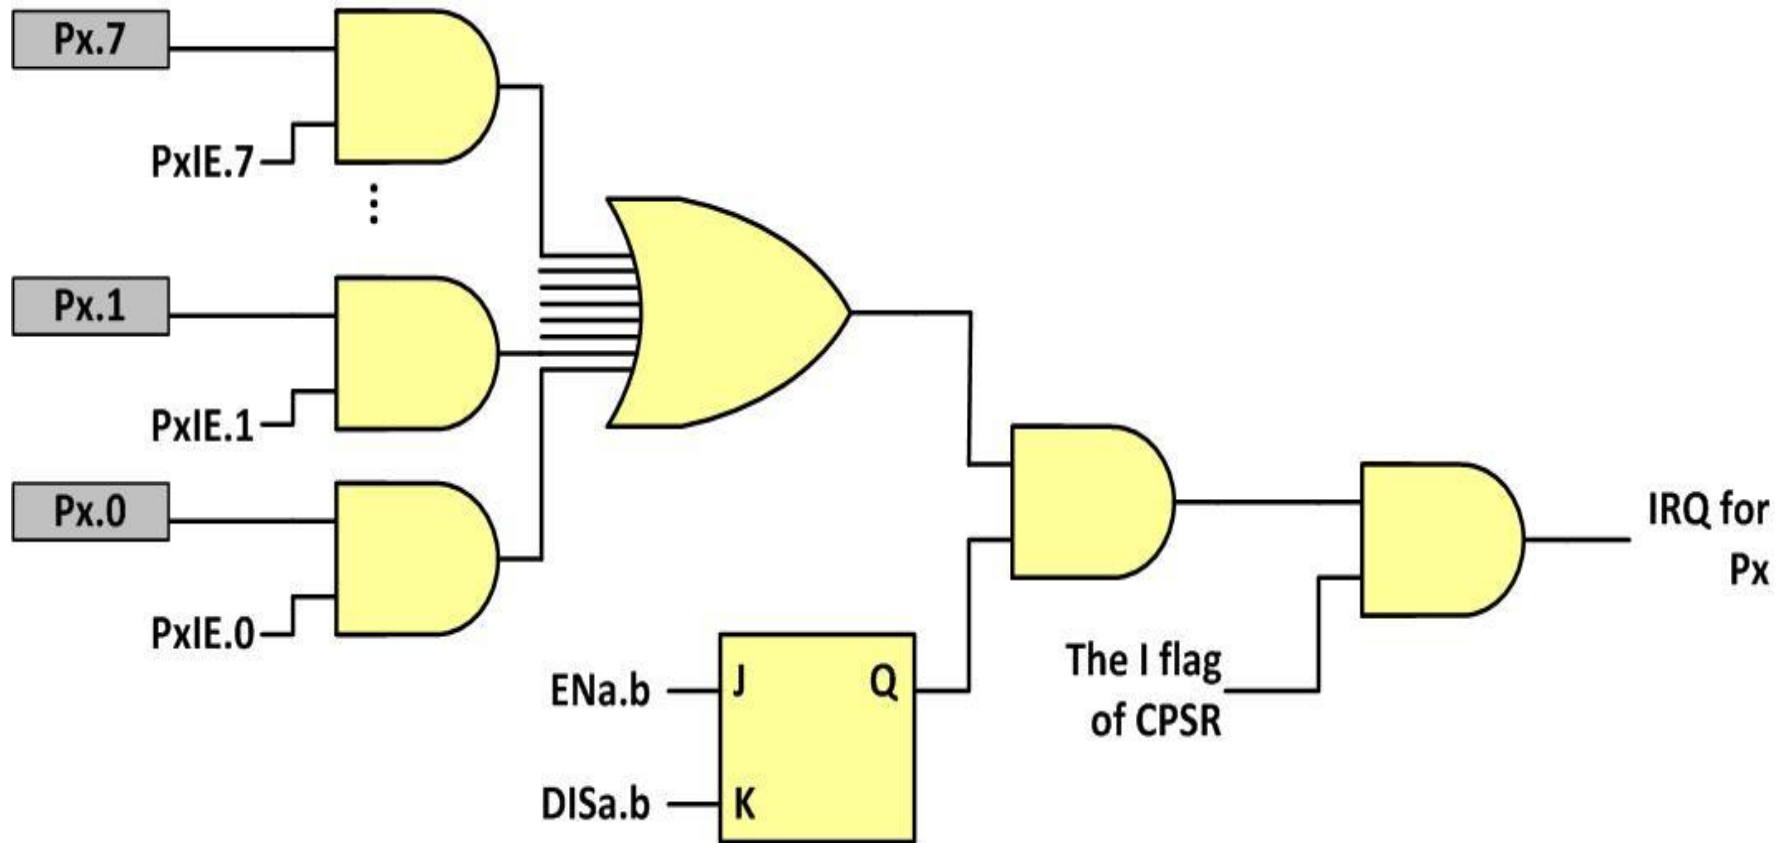 Px.7
PxIE.7
Px.1
PxIE.1
Px.0
PxIE.0
ENa.b
J
Q
DISa.b
K
The I flag
of CPSR
IRQ for
Px